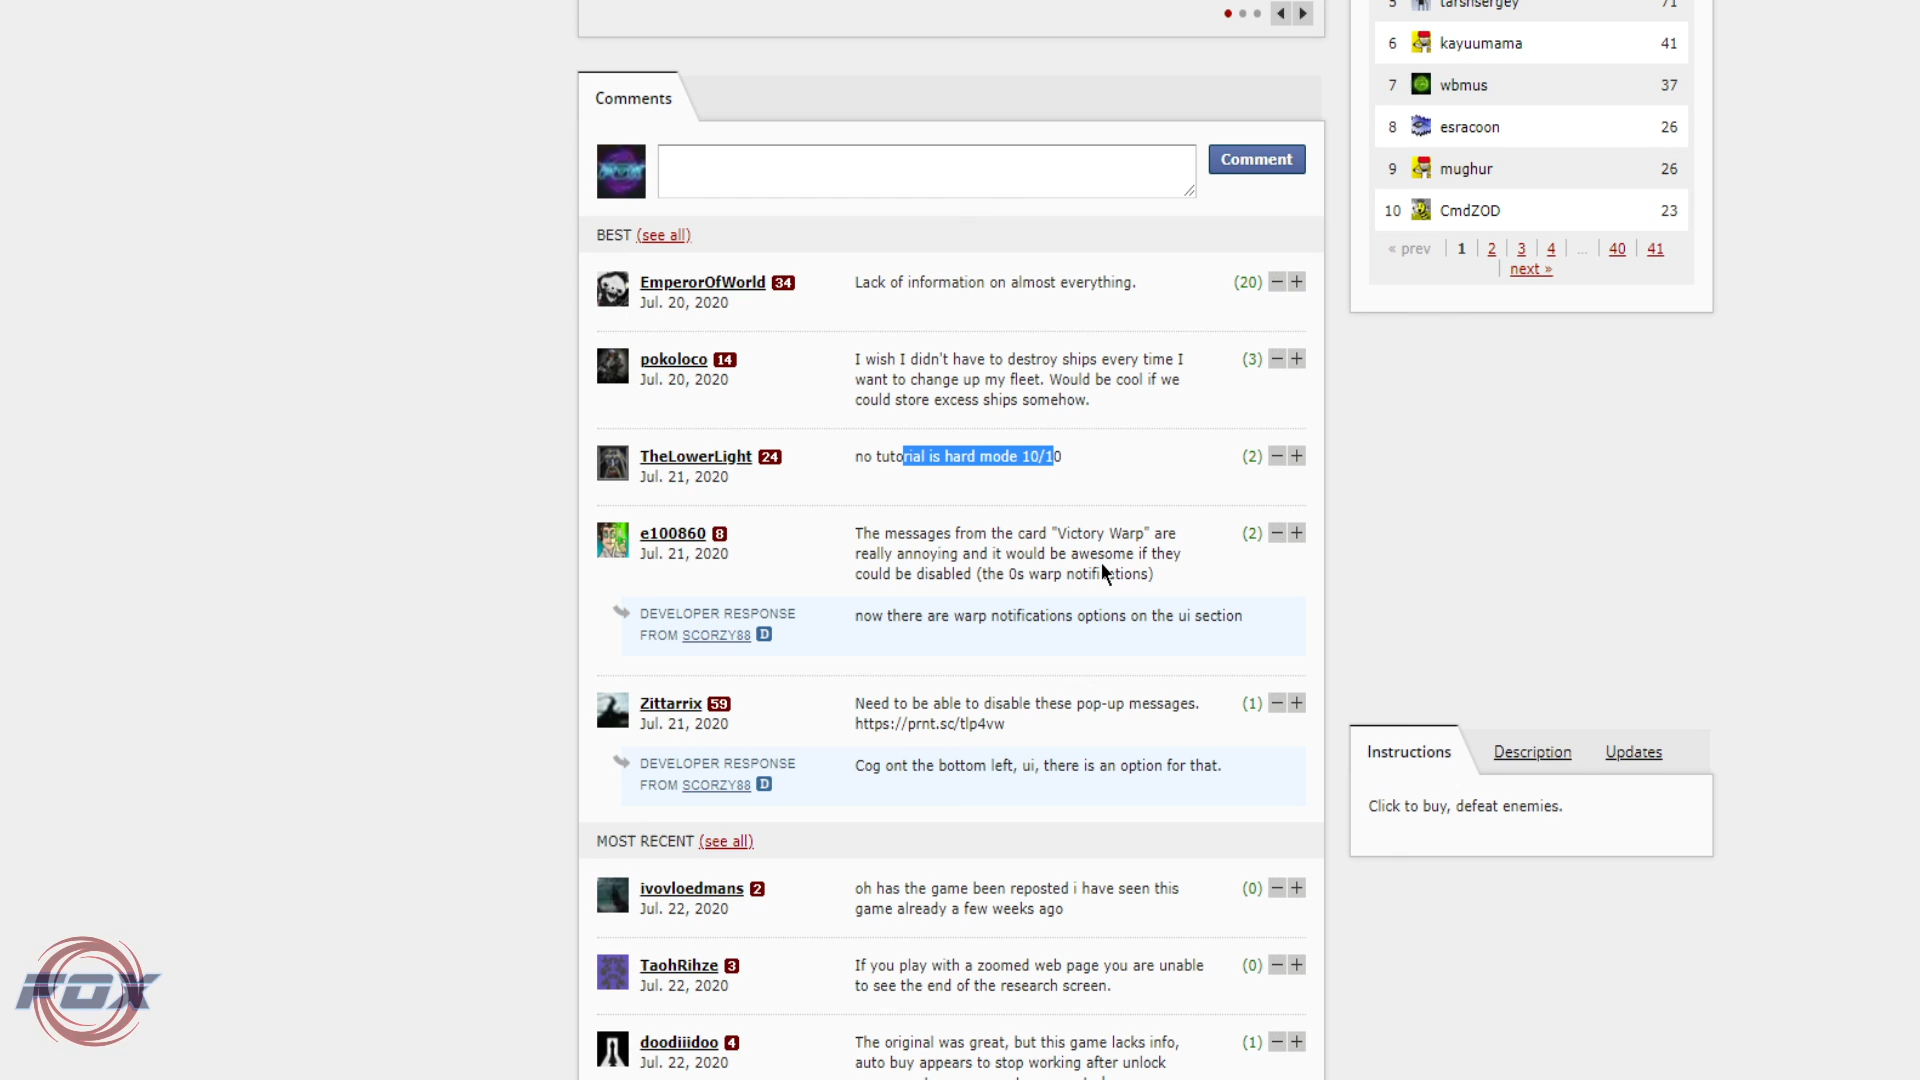 5 tarshsergey 71
6 kayuumama 41
7 wbmus 37
8 esracoon 26
9 mughur 26
10 CmdZOD 23
« prev 1 2 3 4 ... 40 41
next »
Comments
Comment
BEST (see all)
EmperorOfWorld 34
Jul. 20, 2020
Lack of information on almost everything.
(20)
pokoloco 14
Jul. 20, 2020
I wish I didn't have to destroy ships every time I
want to change up my fleet. Would be cool if we
could store excess ships somehow.
(3)
TheLowerLight 24
Jul. 21, 2020
no tutorial is hard mode 10/10
(2)
e100860 8
Jul. 21, 2020
The messages from the card "Victory Warp" are
really annoying and it would be awesome if they
could be disabled (the 0s warp notifications)
(2)
DEVELOPER RESPONSE
FROM SCORZY88 D
now there are warp notifications options on the ui section
Zittarrix 59
Jul. 21, 2020
Need to be able to disable these pop-up messages.
https://prnt.sc/tlp4vw
(1)
DEVELOPER RESPONSE
FROM SCORZY88 D
Cog ont the bottom left, ui, there is an option for that.
MOST RECENT (see all)
ivovloedmans 2
Jul. 22, 2020
oh has the game been reposted i have seen this
game already a few weeks ago
(0)
TaohRihze 3
Jul. 22, 2020
If you play with a zoomed web page you are unable
to see the end of the research screen.
(0)
doodiiidoo 4
Jul. 22, 2020
The original was great, but this game lacks info,
auto buy appears to stop working after unlock
(1)
Instructions Description Updates
Click to buy, defeat enemies.
FOX